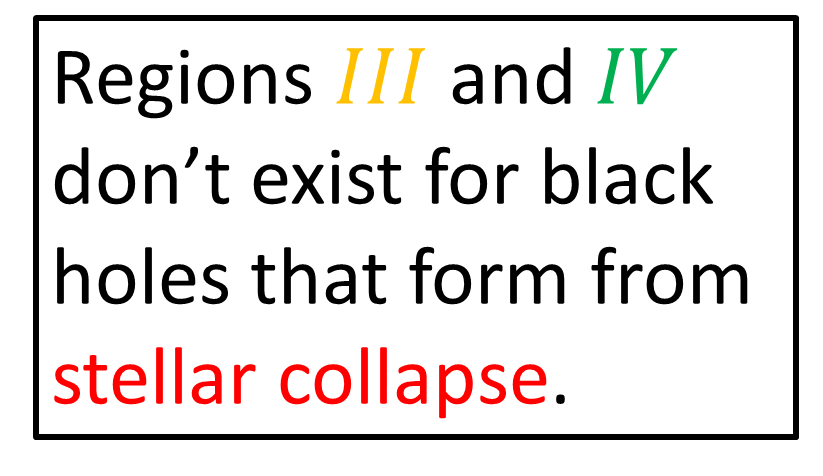 Regions III and IV
don’t exist for black
holes that form from
stellar collapse.